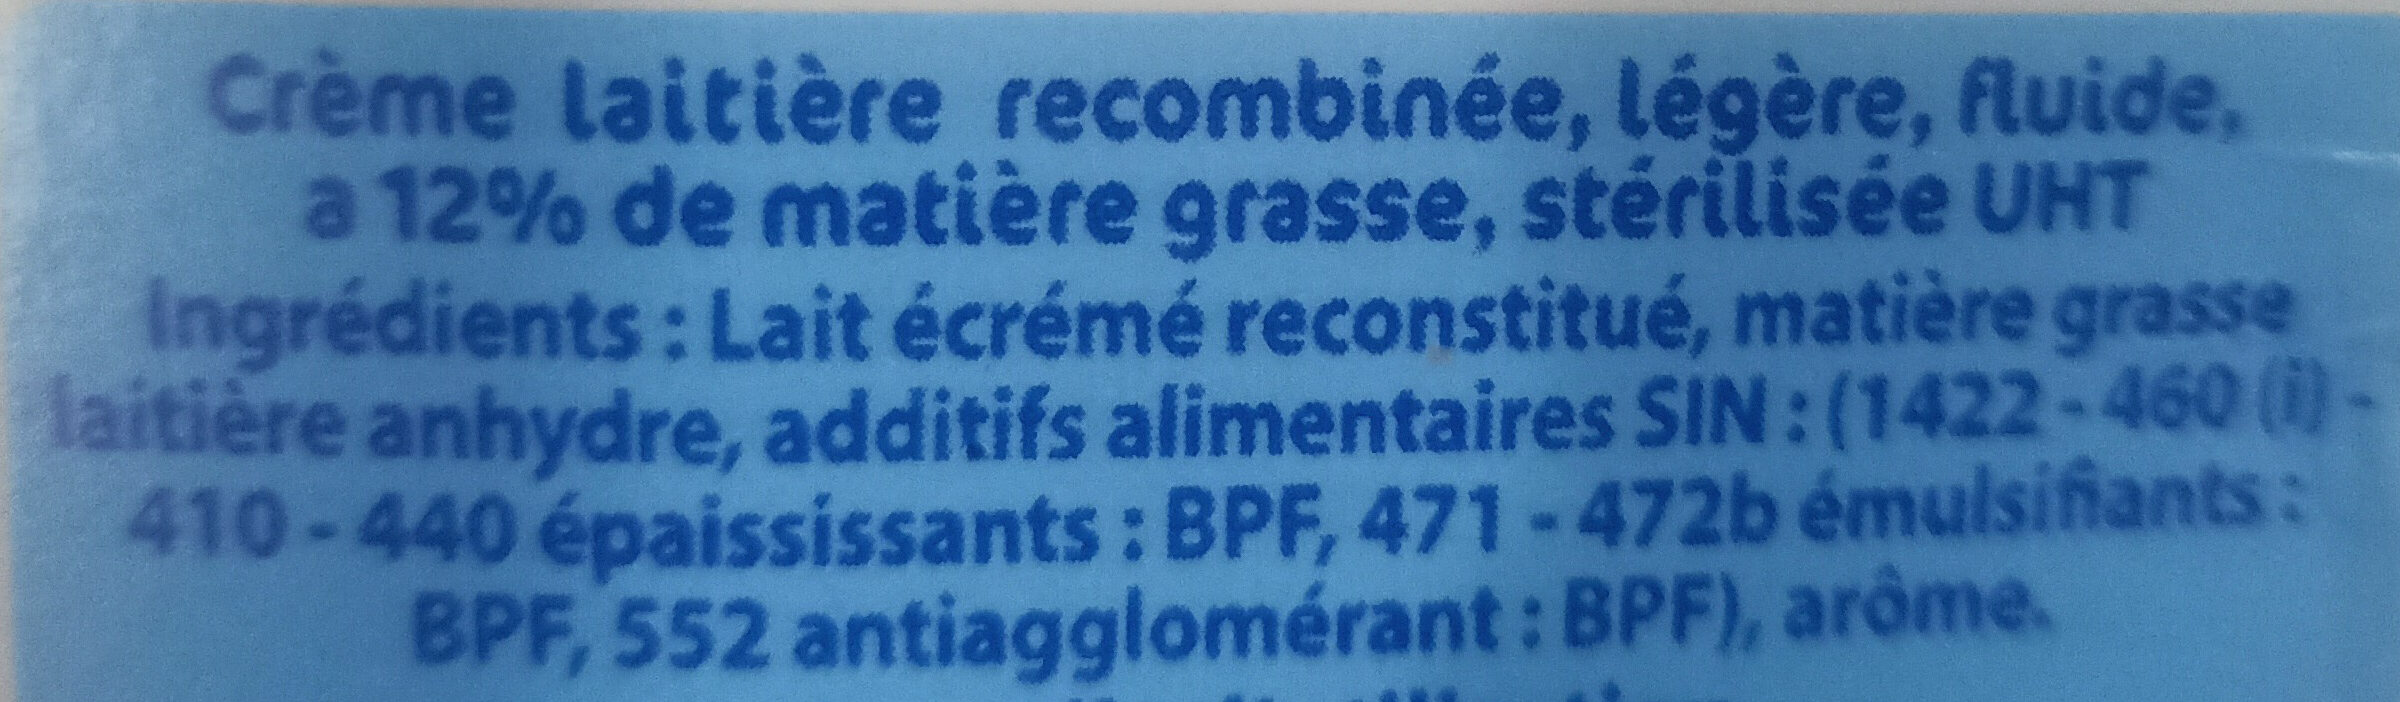 Crème laitière recombinée, légère, fluide,
a 12% de matière grasse, stérilisée UHT
Ingrédients : Lait écrémé reconstitué, matière grasse
laitière anhydre, additifs alimentaires SIN : (1422 - 460 (i) -
410 - 440 épaississants : BPF, 471 - 472b émulsifiants :
BPF, 552 antiagglomérant : BPF), arôme.